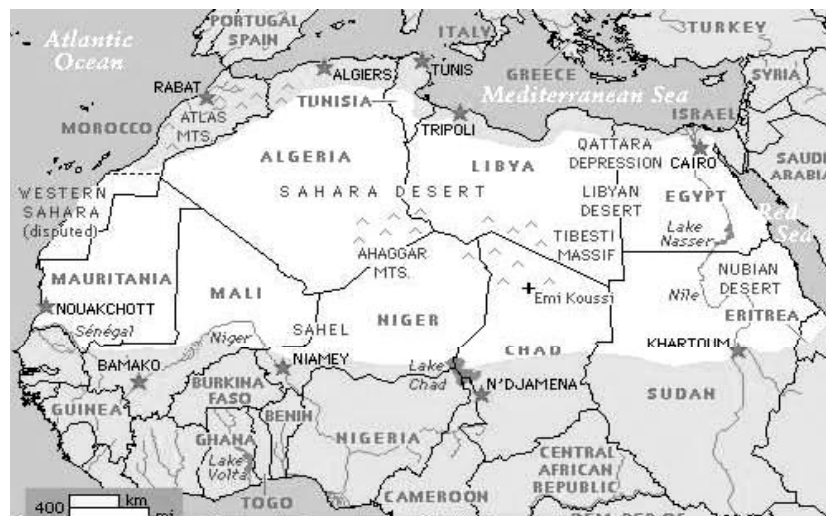 PORTUGAL
SPAIN
ITALY
TURKEY
Atlantic
Ocean
ALGIERS
TUNIS
GREECE
SYRIA
RABAT
TUNISIA
Mediterranean Sea
ISRAEL
MOROCCO
ATLAS
MTS.
TRIPOLI
QATTARA
DEPRESSION
CAIRO
SAUDI
ARABIA
ALGERIA
LIBYA
WESTERN
SAHARA
(disputed)
SAHARA DESERT
LIBYAN
DESERT
EGYPT
Lake
Nasser
Red
Sea
AHAGGAR
MTS.
TIBESTI
MASSIF
MAURITANIA
MALI
NIGER
Emi Koussi
NUBIAN
DESERT
Nile
ERITREA
NOUAKCHOTT
Sénégal
Niger
SAHEL
CHAD
KHARTOUM
BAMAKO
NIAMEY
Lake
Chad
N'DJAMENA
BURKINA
FASO
SUDAN
GUINEA
BENIN
GHANA
Lake
Volta
NIGERIA
CENTRAL
AFRICAN
REPUBLIC
TOGO
CAMEROON
km
400
mi